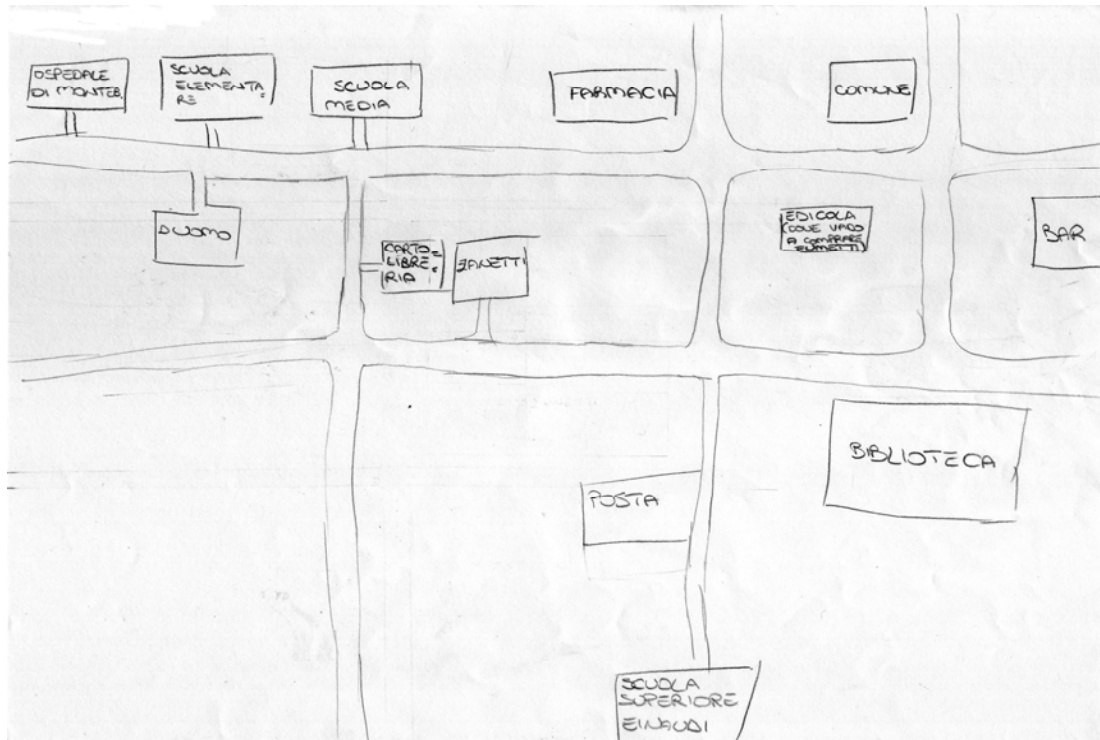 OSPEDALE
DI MONTEB.
SCUOLA
ELEMENTA
RE
SCUOLA
MEDIA
FARMACIA
COMUNE
DUOMO
CARTO
LIBRE
RIA
ZANETTI
EDICOLA
DOVE VADO
A COMPRARE
BAR
BIBLIOTECA
POSTA
SCUOLA
SUPERIORE
EINAUDI